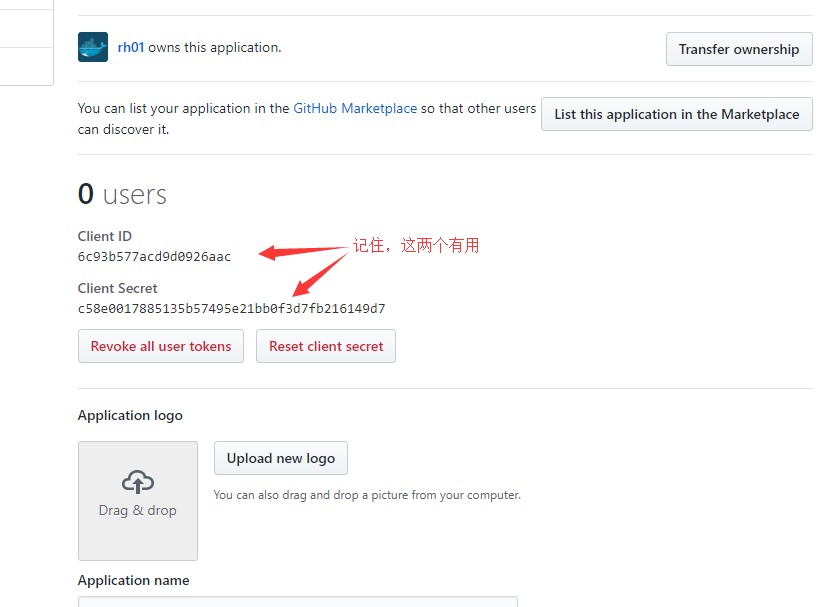 rh01 owns this application.
Transfer ownership
You can list your application in the GitHub Marketplace so that other users
can discover it.
List this application in the Marketplace
0 users
Client ID
6c93b577acd9d0926aac
记住，这两个有用
Client Secret
c58e0017885135b57495e21bb0f3d7fb216149d7
Revoke all user tokens
Reset client secret
Application logo
Upload new logo
Drag & drop
You can also drag and drop a picture from your computer.
Application name